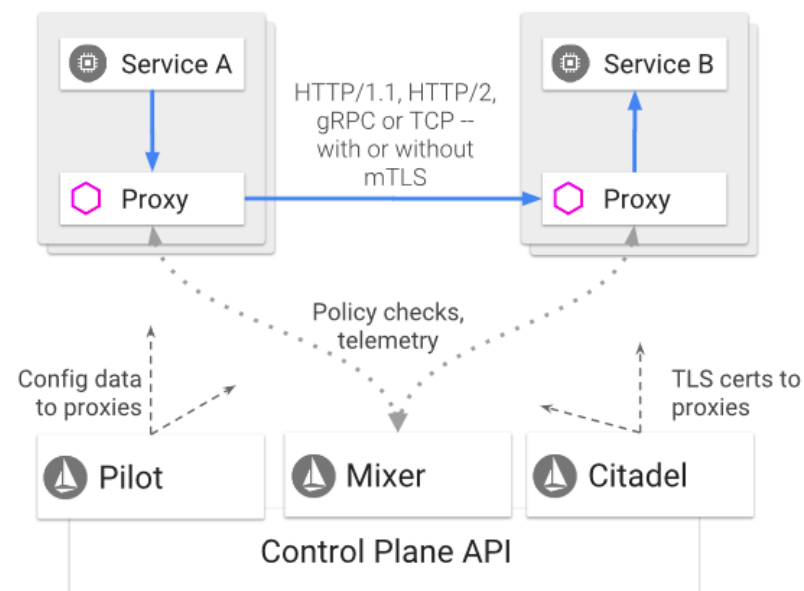 Service A
Service B
HTTP/1.1, HTTP/2,
gRPC or TCP --
with or without
mTLS
Proxy
Proxy
Policy checks,
telemetry
Config data
to proxies
TLS certs to
proxies
Pilot
Mixer
Citadel
Control Plane API